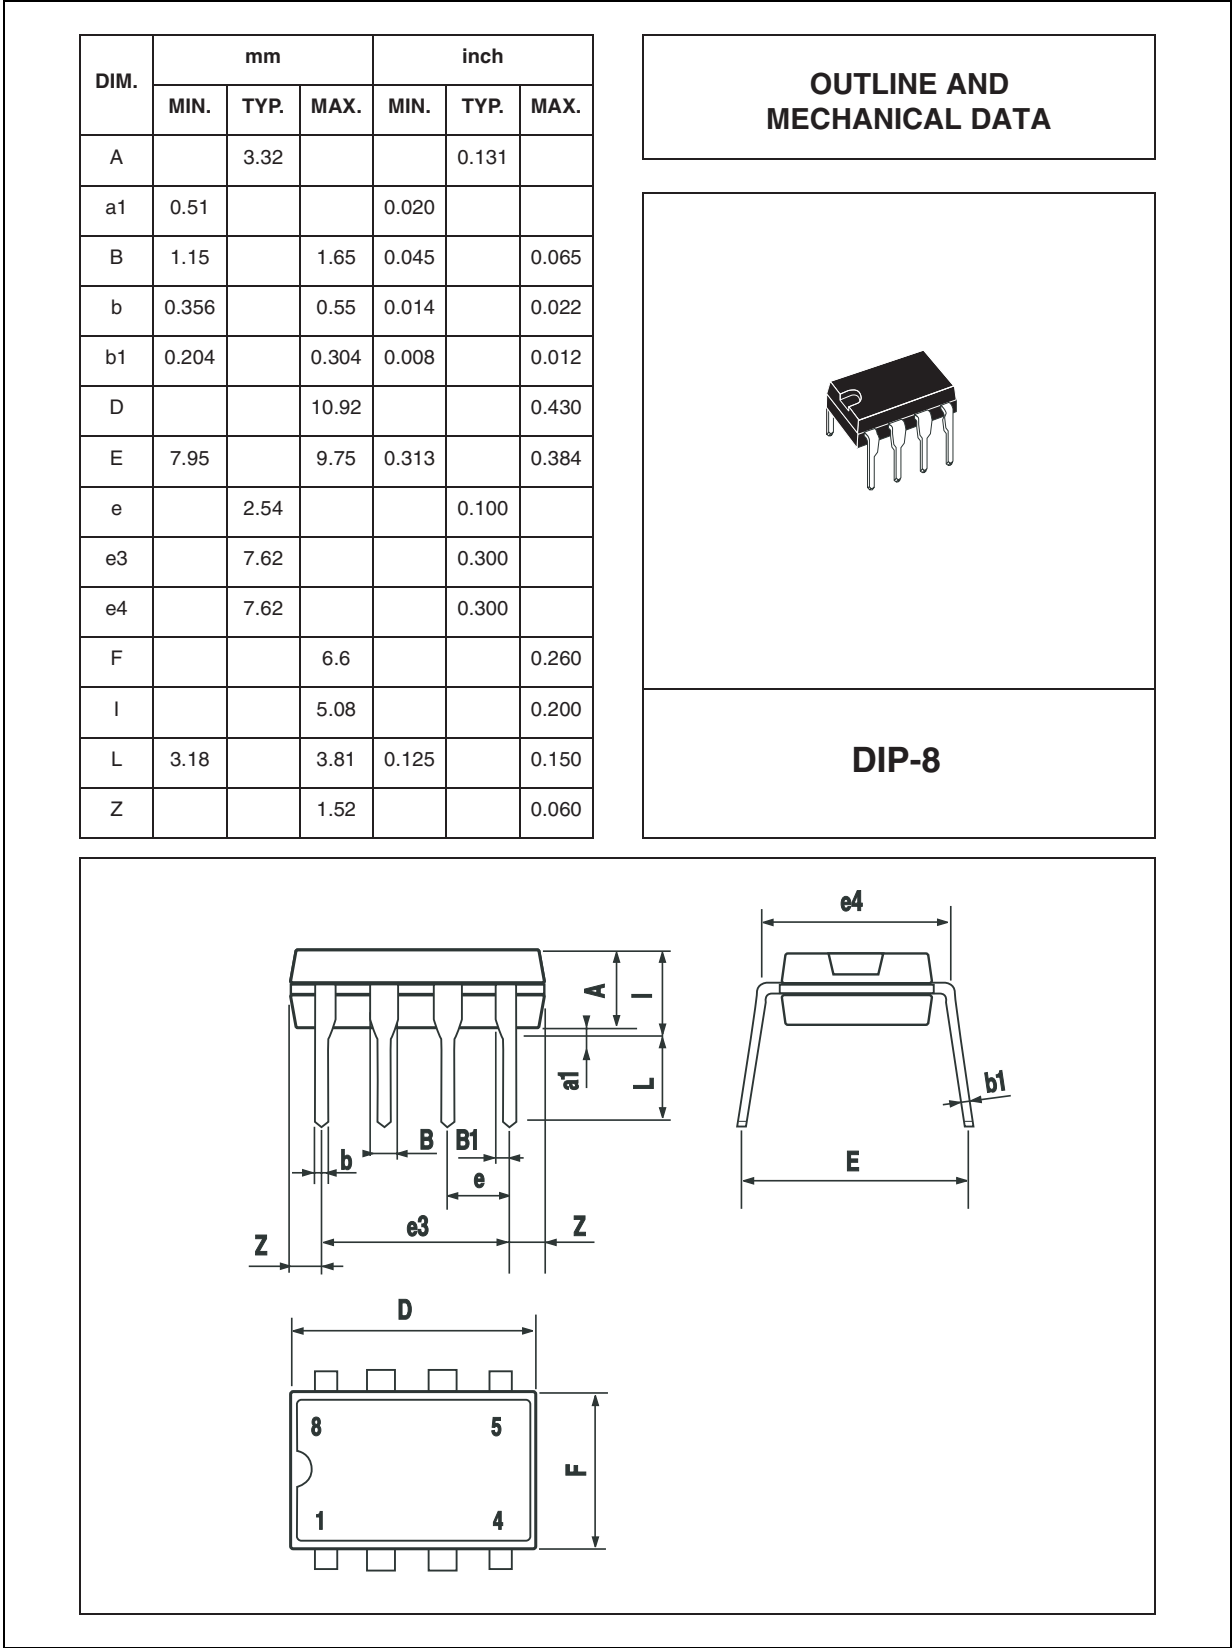 DIM. mm inch
MIN. TYP. MAX. MIN. TYP. MAX.
A 3.32 0.131
a1 0.51 0.020
B 1.15 1.65 0.045 0.065
b 0.356 0.55 0.014 0.022
b1 0.204 0.304 0.008 0.012
D 10.92 0.430
E 7.95 9.75 0.313 0.384
e 2.54 0.100
e3 7.62 0.300
e4 7.62 0.300
F 6.6 0.260
I 5.08 0.200
L 3.18 3.81 0.125 0.150
Z 1.52 0.060
OUTLINE AND
MECHANICAL DATA
DIP-8
A
I
a1
L
b
B
B1
e
e3
Z
Z
e4
b1
E
D
8
5
1
4
F